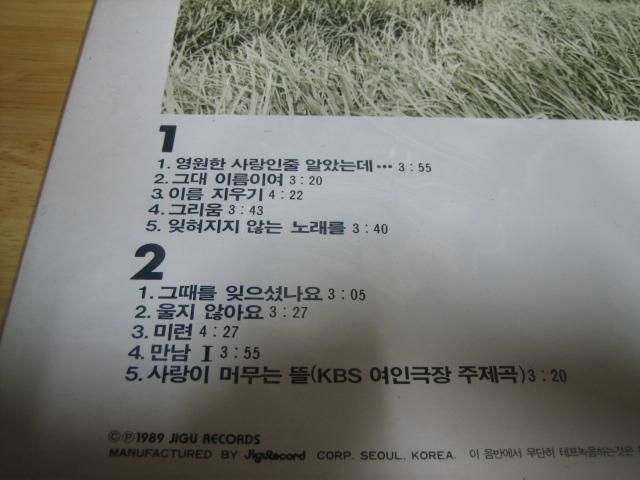 1
1. 영원한 사랑인줄 알았는데··· 3:55
2. 그대 이름이여 3:20
3. 이름 지우기 4:22
4. 그리움 3:43
5. 잊혀지지 않는 노래를 3:40
2
1. 그때를 잊으셨나요 3:05
2. 울지 않아요 3:27
3. 미련 4:27
4. 만남 Ⅰ 3:55
5. 사랑이 머무는 뜰(KBS 여인극장 주제곡) 3:20
©℗1989 JIGU RECORDS
MANUFACTURED BY JiguRecord CORP. SEOUL, KOREA. 이 음반에서 무단히 테프녹음하는것은